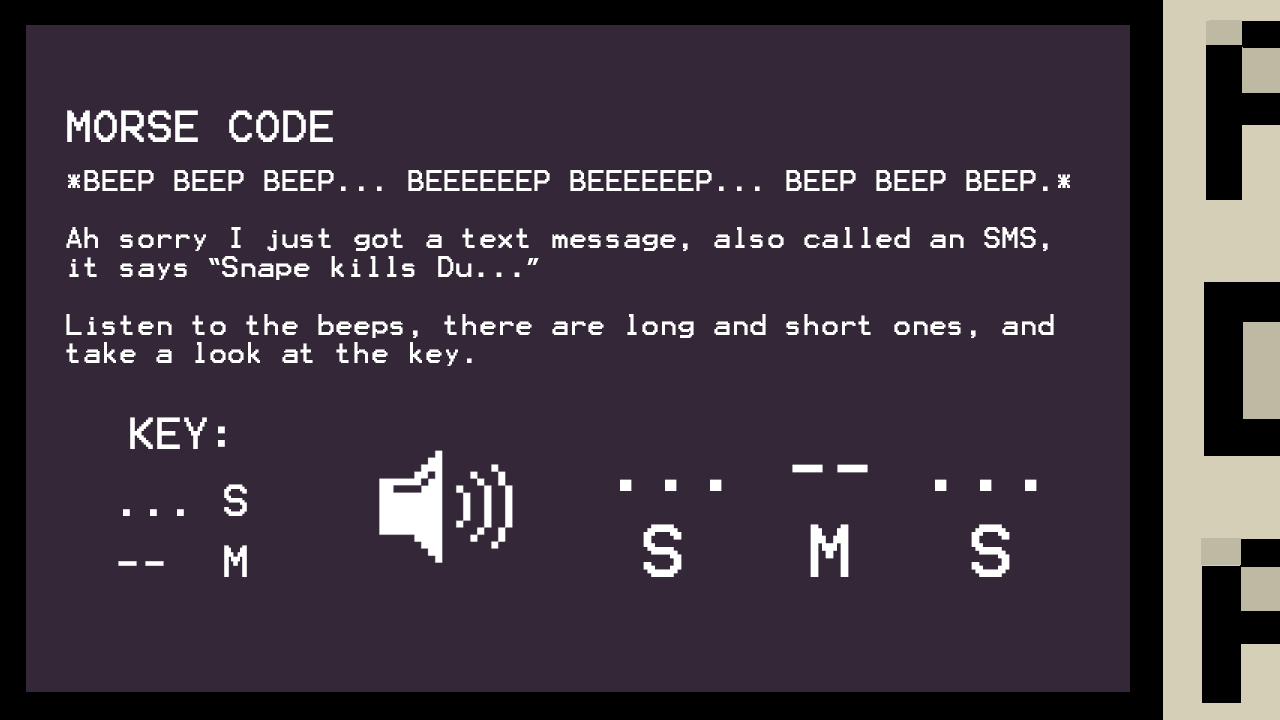 MORSE CODE
*BEEP BEEP BEEP... BEEEEEEP BEEEEEEP... BEEP BEEP BEEP.*
Ah sorry I just got a text message, also called an SMS,
it says “Snape kills Du...”
Listen to the beeps, there are long and short ones, and
take a look at the key.
KEY:
... S
-- M
... -- ...
S M S